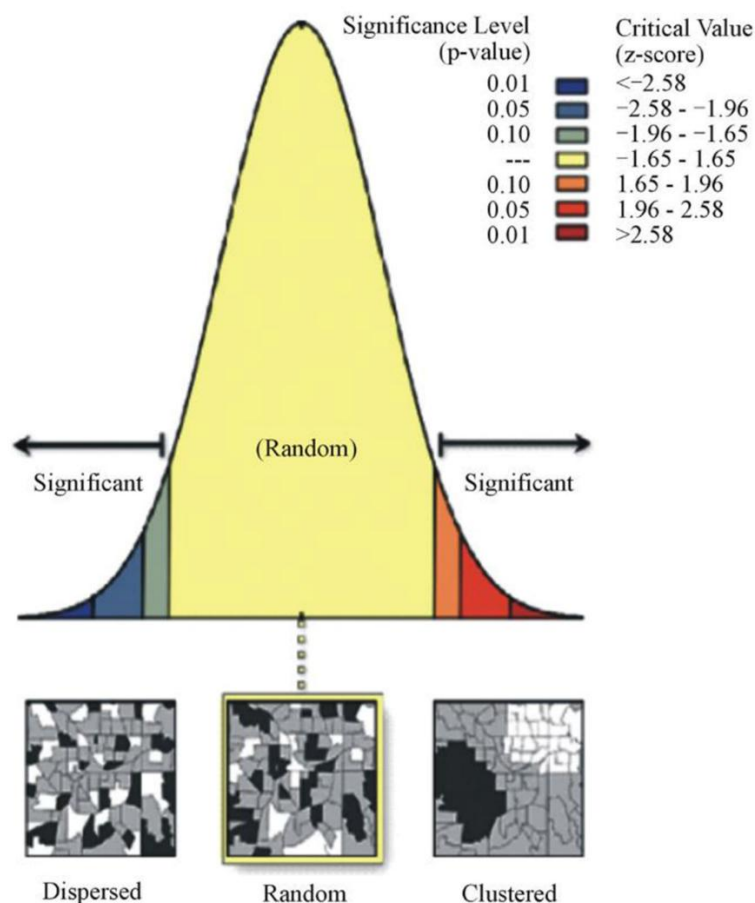 Significance Level
(p-value)
Critical Value
(z-score)
0.01 <−2.58
0.05 −2.58 - −1.96
0.10 −1.96 - −1.65
--- −1.65 - 1.65
0.10 1.65 - 1.96
0.05 1.96 - 2.58
0.01 >2.58
(Random)
Significant
Significant
Dispersed
Random
Clustered